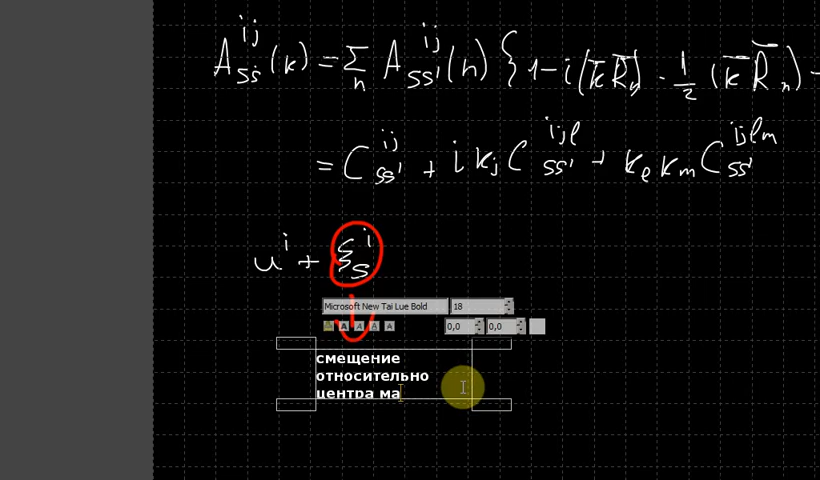 A^{ij}_{ss'}(k) = Σ_n A^{ij}_{ss'}(n) { 1 - i(k̄R̄_n) - 1/2 (k̄R̄_n) -
= C^{ij}_{ss'} + i k_j C^{ijl}_{ss'} + k_l k_m C^{ijlm}_{ss'}
u^i + ξ^i_s
Microsoft New Tai Lue Bold 18
A A A A 0,0 0,0
смещение
относительно
центра ма